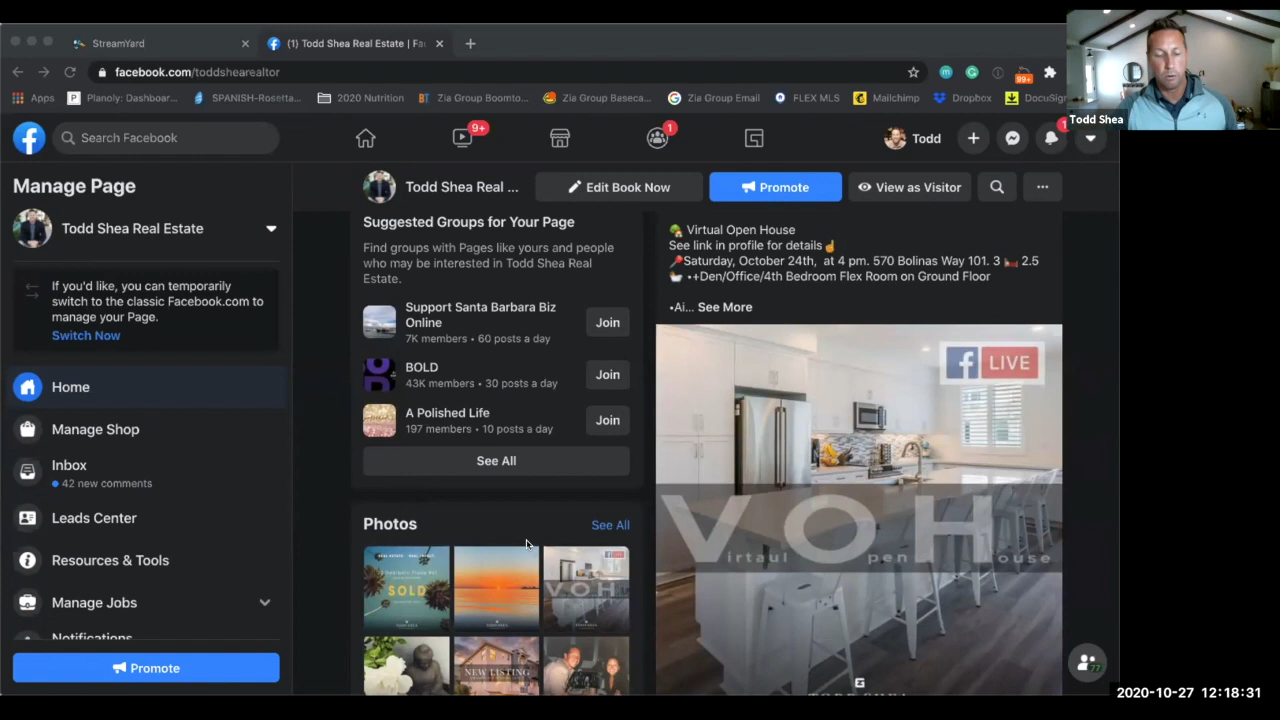 StreamYard
(1) Todd Shea Real Estate | Fa
facebook.com/toddshearealtor
99+
Apps
Planoly: Dashboar...
SPANISH-Rosetta...
2020 Nutrition
Zia Group Boomto...
Zia Group Baseca...
Zia Group Email
FLEX MLS
Mailchimp
Dropbox
DocuSign
Todd Shea
Search Facebook
9+
1
Todd
Manage Page
Todd Shea Real Estate
If you'd like, you can temporarily
switch to the classic Facebook.com to
manage your Page.
Switch Now
Home
Manage Shop
Inbox
42 new comments
Leads Center
Resources & Tools
Manage Jobs
Notifications
Promote
Todd Shea Real ...
Edit Book Now
Promote
View as Visitor
Suggested Groups for Your Page
Find groups with Pages like yours and people
who may be interested in Todd Shea Real
Estate.
Support Santa Barbara Biz
Online
7K members • 60 posts a day
Join
BOLD
43K members • 30 posts a day
Join
A Polished Life
197 members • 10 posts a day
Join
See All
Photos
See All
SOLD
VOH
NEW LISTING
🏡 Virtual Open House
See link in profile for details☝
📍Saturday, October 24th, at 4 pm. 570 Bolinas Way 101. 3 🛏 2.5
🛁 •+Den/Office/4th Bedroom Flex Room on Ground Floor
•Ai... See More
LIVE
VOH
irtaul pen ouse
TODD SHEA
77
2020-10-27 12:18:31